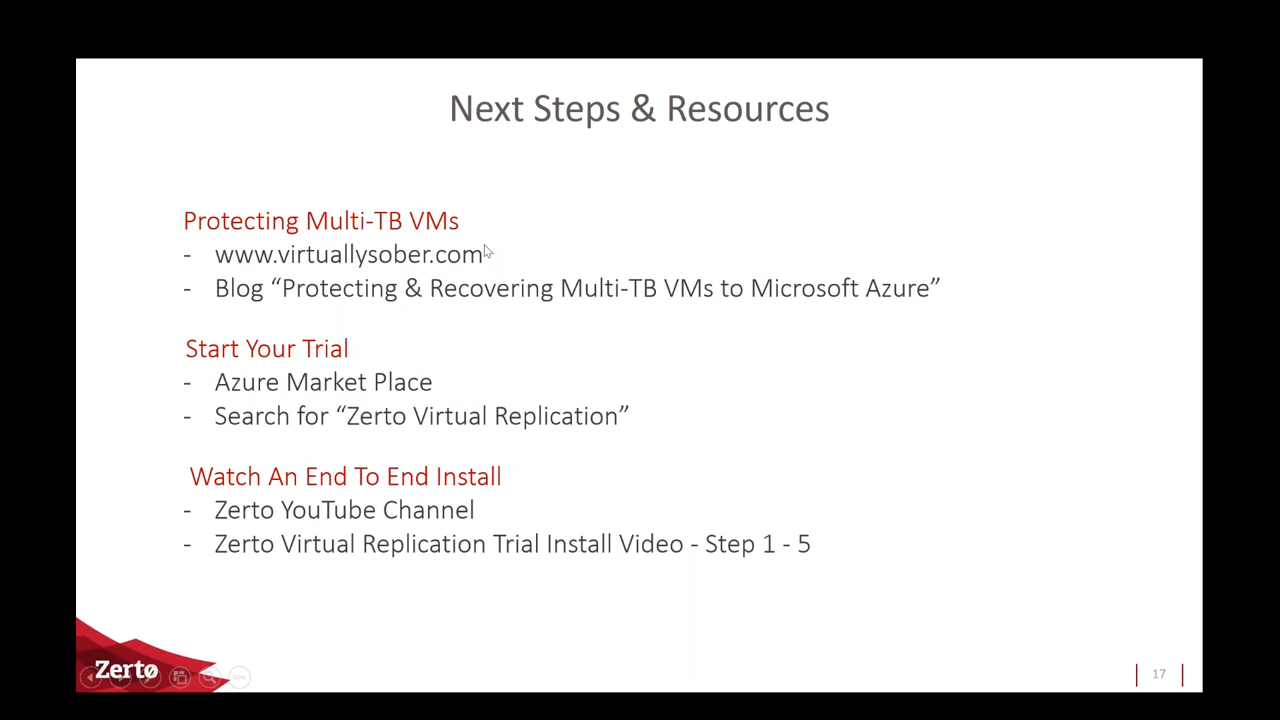 Next Steps & Resources
Protecting Multi-TB VMs
- www.virtuallysober.com
- Blog “Protecting & Recovering Multi-TB VMs to Microsoft Azure”
Start Your Trial
- Azure Market Place
- Search for “Zerto Virtual Replication”
Watch An End To End Install
- Zerto YouTube Channel
- Zerto Virtual Replication Trial Install Video - Step 1 - 5
Zerto
17